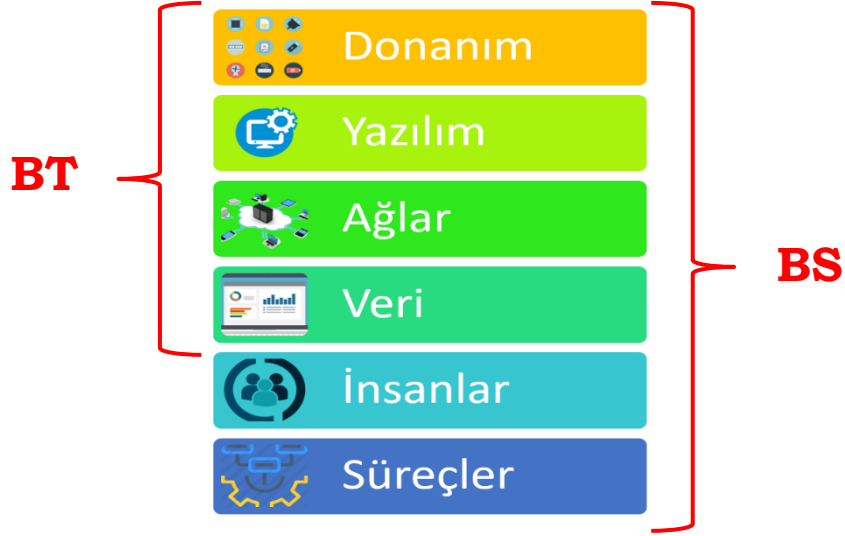 Donanım
Yazılım
BT
Ağlar
BS
Veri
İnsanlar
Süreçler